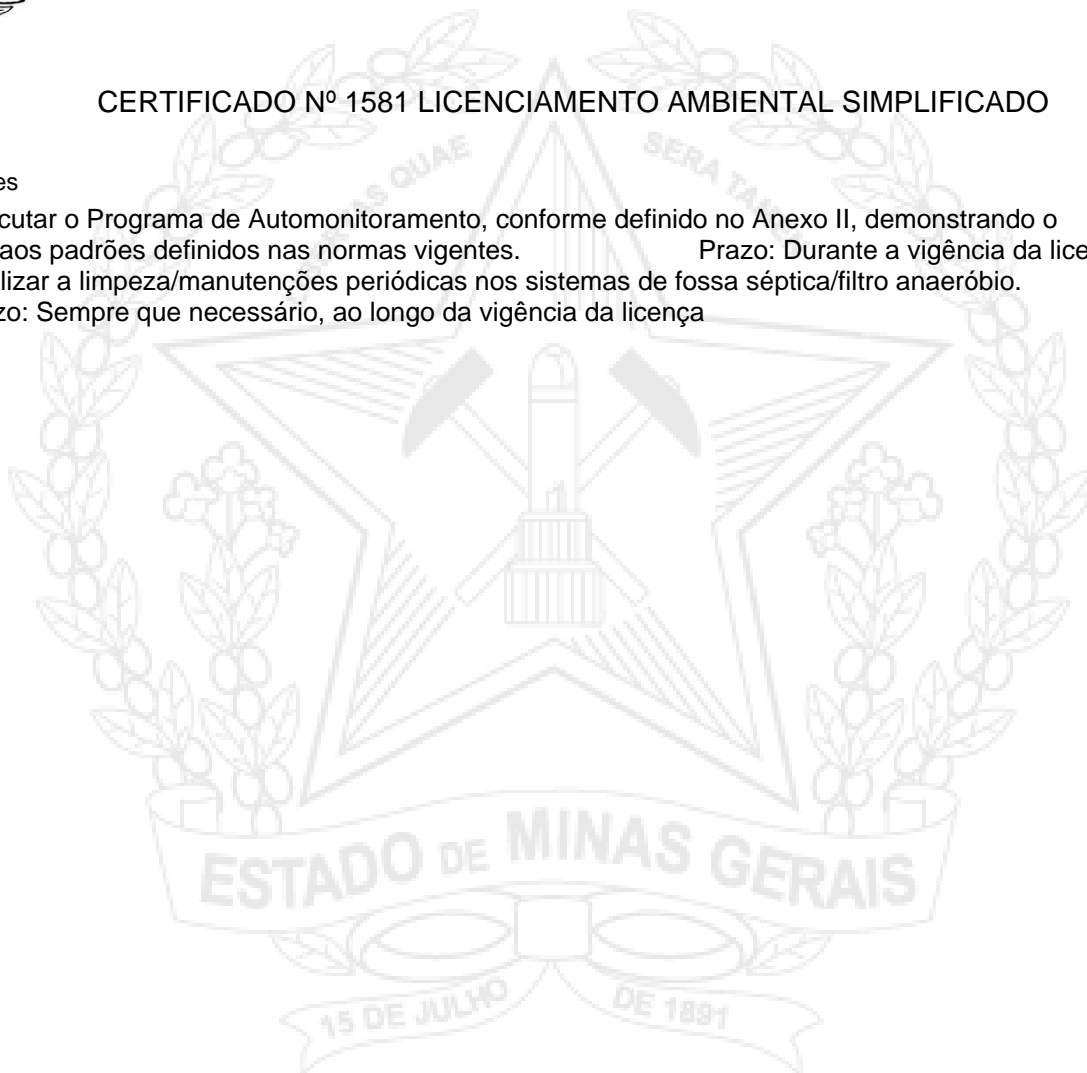 CERTIFICADO Nº 1581 LICENCIAMENTO AMBIENTAL SIMPLIFICADO
es
cutar o Programa de Automonitoramento, conforme definido no Anexo II, demonstrando o
aos padrões definidos nas normas vigentes. Prazo: Durante a vigência da lice
lizar a limpeza/manutenções periódicas nos sistemas de fossa séptica/filtro anaeróbio.
zo: Sempre que necessário, ao longo da vigência da licença
QUAE SERA TAMEN
ESTADO DE MINAS GERAIS
15 DE JULHO DE 1891